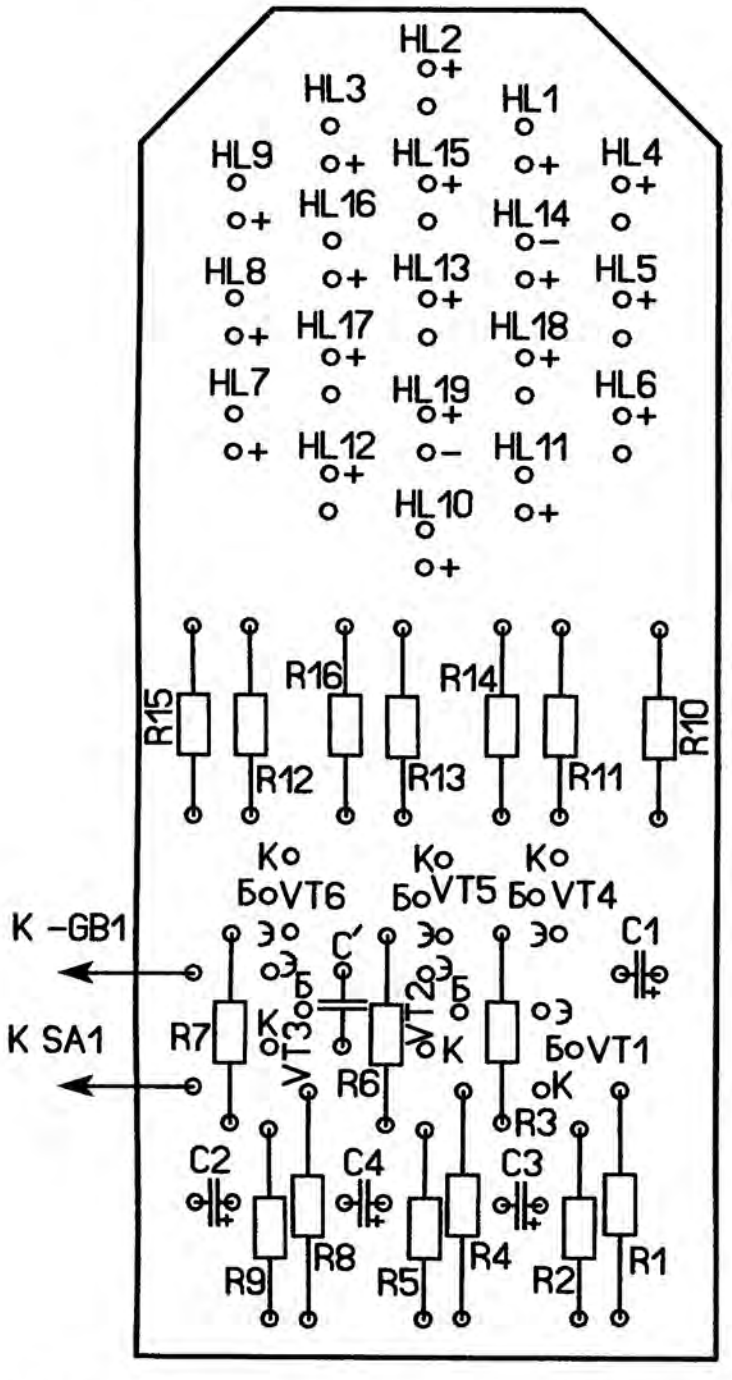 HL2
+
HL3
HL1
+
+
HL9
HL15
HL4
+
+
HL16
HL14
+
−
+
+
HL8
HL13
HL5
+
+
HL17
HL18
+
+
+
HL7
HL19
HL6
+
+
+
−
HL12
HL11
+
HL10
+
+
R15
R16
R14
R10
R12
R13
R11
К
К
К
Б VT6
Б VT5
Б VT4
К −GB1
Э
С′
Э
Э
C1
Э
Э
+
Б
Б
Э
К SA1
R7
К
VT3
VT2
К
Б VT1
R6
К
R3
C2
C4
C3
+
+
+
R9
R8
R5
R4
R2
R1